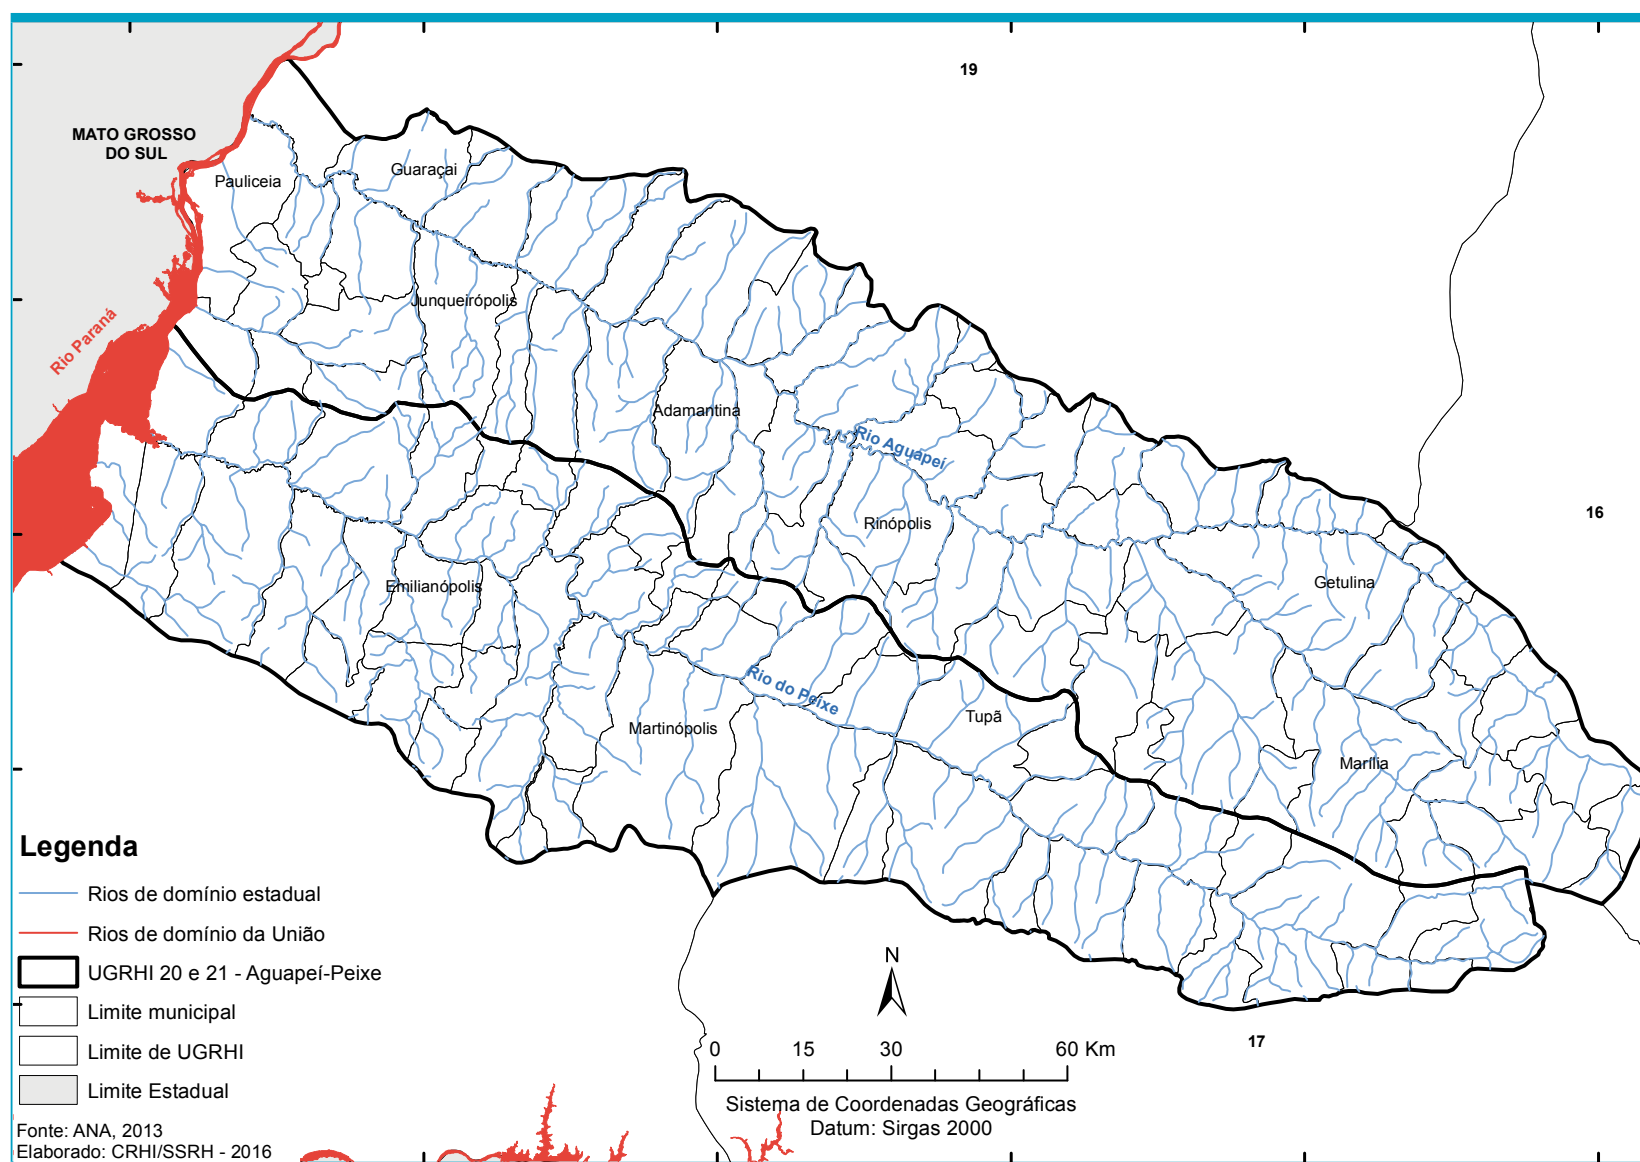 19
MATO GROSSO
DO SUL
Guaraçai
Pauliceia
Junqueirópolis
Rio Paraná
Adamantina
Rio Aguapeí
Rinópolis
16
Getulina
Emilianópolis
Rio do Peixe
Tupã
Martinópolis
Marília
Legenda
Rios de domínio estadual
Rios de domínio da União
UGRHI 20 e 21 - Aguapeí-Peixe
Limite municipal
Limite de UGRHI
Limite Estadual
N
17
0 15 30 60 Km
Sistema de Coordenadas Geográficas
Datum: Sirgas 2000
Fonte: ANA, 2013
Elaborado: CRHI/SSRH - 2016